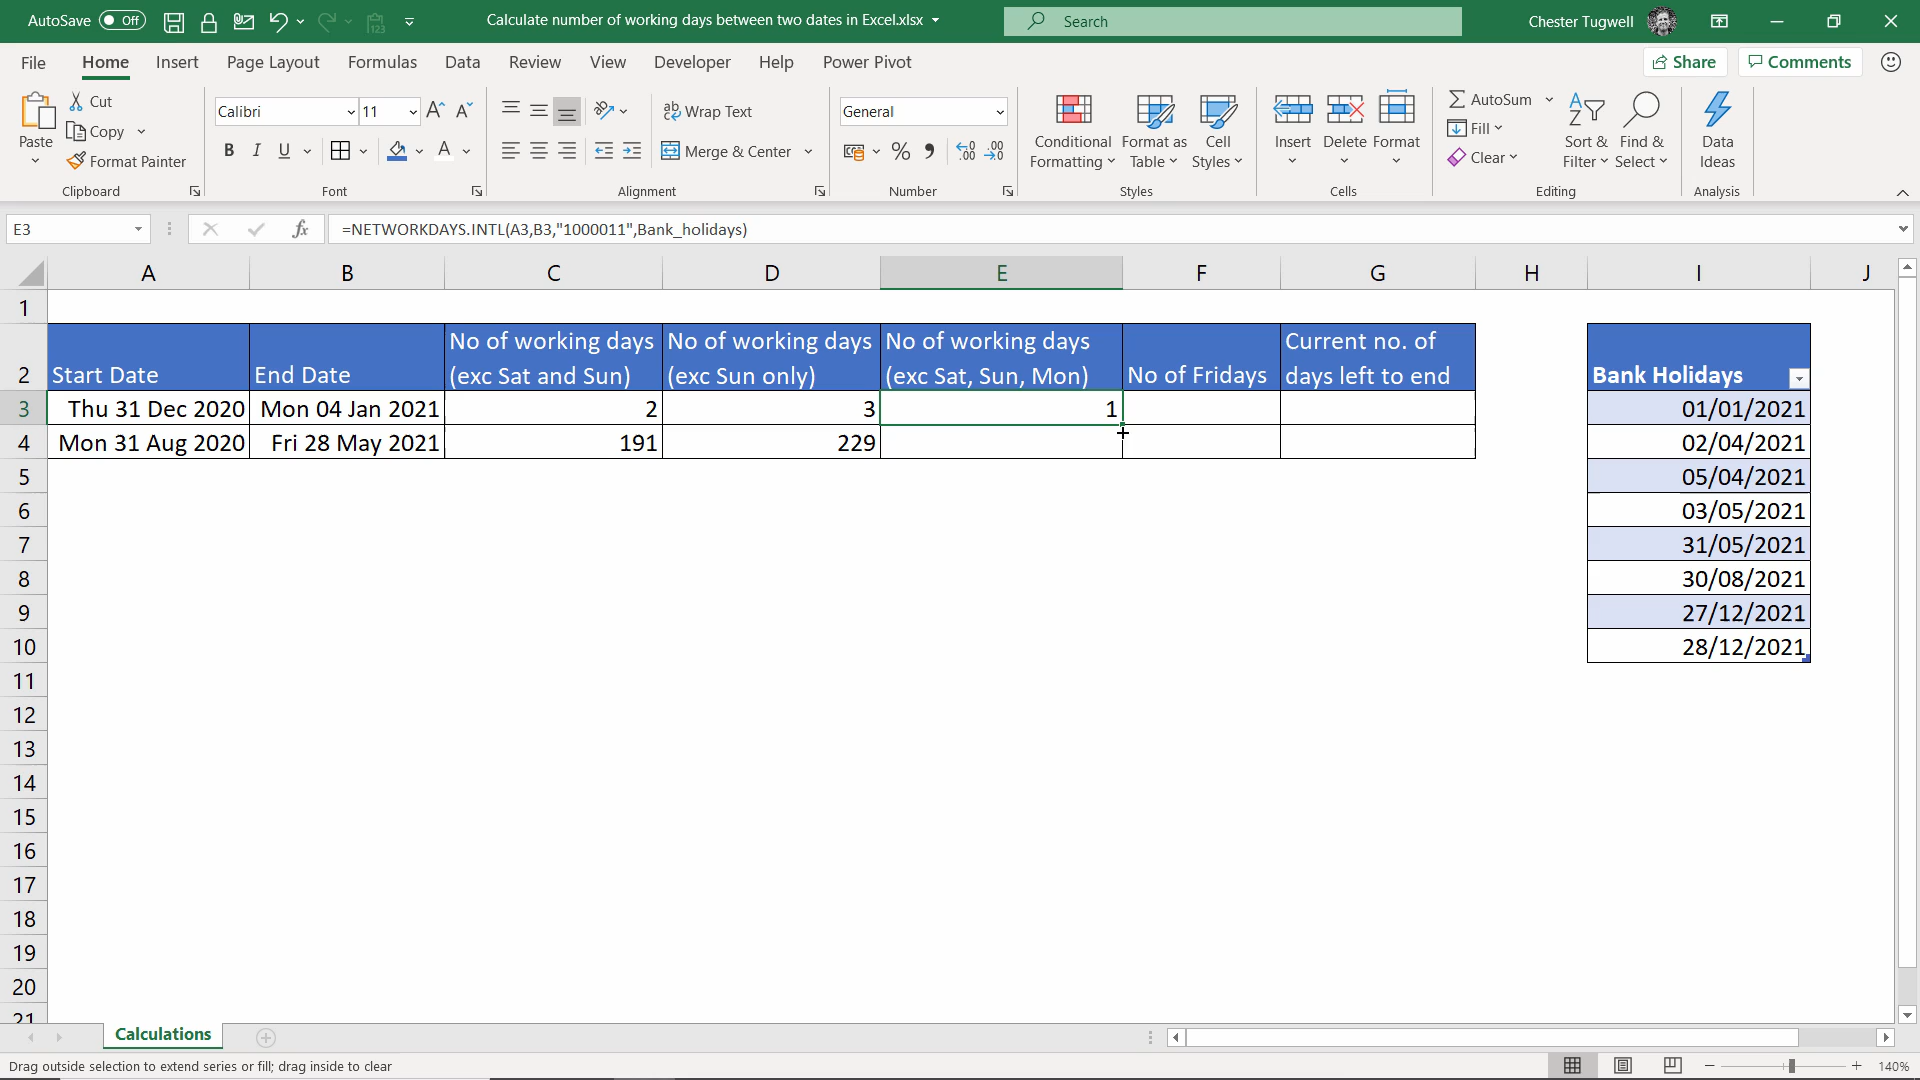 AutoSave Off
Calculate number of working days between two dates in Excel.xlsx
Search
Chester Tugwell
File Home Insert Page Layout Formulas Data Review View Developer Help Power Pivot
Share Comments
Paste
Cut
Copy
Format Painter
Clipboard
Calibri 11
B I U A
Font
Wrap Text
Merge & Center
Alignment
General
Number
Conditional Formatting
Format as Table
Cell Styles
Styles
Insert Delete Format
Cells
AutoSum
Fill
Clear
Sort & Filter
Find & Select
Editing
Data Ideas
Analysis
E3 fx =NETWORKDAYS.INTL(A3,B3,"1000011",Bank_holidays)
A B C D E F G H I J
1
2 Start Date End Date No of working days (exc Sat and Sun) No of working days (exc Sun only) No of working days (exc Sat, Sun, Mon) No of Fridays Current no. of days left to end Bank Holidays
3 Thu 31 Dec 2020 Mon 04 Jan 2021 2 3 1 01/01/2021
4 Mon 31 Aug 2020 Fri 28 May 2021 191 229 02/04/2021
5 05/04/2021
6 03/05/2021
7 31/05/2021
8 30/08/2021
9 27/12/2021
10 28/12/2021
11
12
13
14
15
16
17
18
19
20
21
Calculations
Drag outside selection to extend series or fill; drag inside to clear
140%